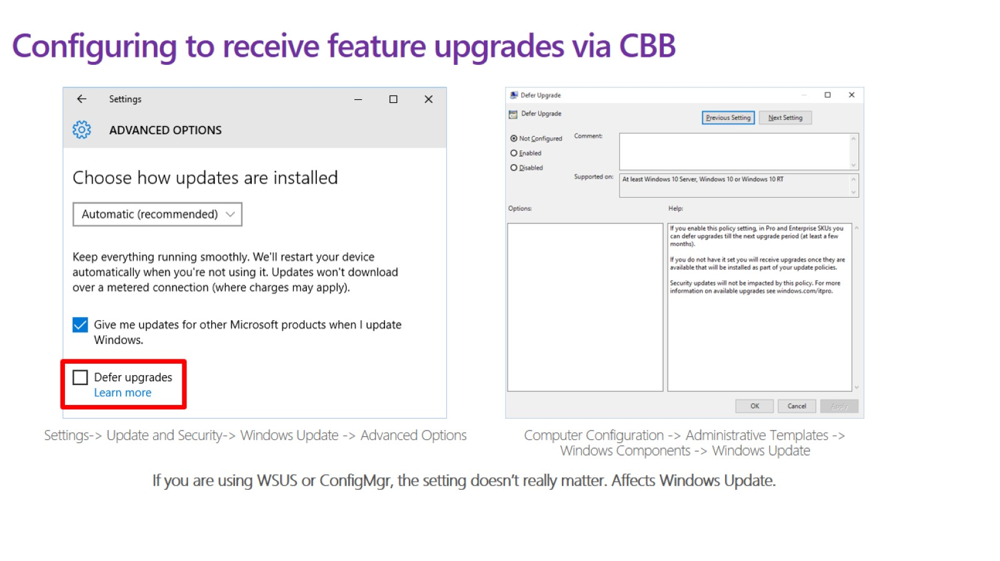 Configuring to receive feature upgrades via CBB
Settings
ADVANCED OPTIONS
Choose how updates are installed
Automatic (recommended)
Keep everything running smoothly. We'll restart your device
automatically when you're not using it. Updates won't download
over a metered connection (where charges may apply).
Give me updates for other Microsoft products when I update
Windows.
Defer upgrades
Learn more
Settings-> Update and Security-> Windows Update -> Advanced Options
Defer Upgrade
Defer Upgrade
Previous Setting
Next Setting
Not Configured
Enabled
Disabled
Comment:
Supported on:
At least Windows 10 Server, Windows 10 or Windows 10 RT
Options:
Help:
If you enable this policy setting, in Pro and Enterprise SKUs you
can defer upgrades till the next upgrade period (at least a few
months).
If you do not have it set you will receive upgrades once they are
available that will be installed as part of your update policies.
Security updates will not be impacted by this policy. For more
information on available upgrades see windows.com/itpro.
OK
Cancel
Apply
Computer Configuration -> Administrative Templates ->
Windows Components -> Windows Update
If you are using WSUS or ConfigMgr, the setting doesn’t really matter. Affects Windows Update.